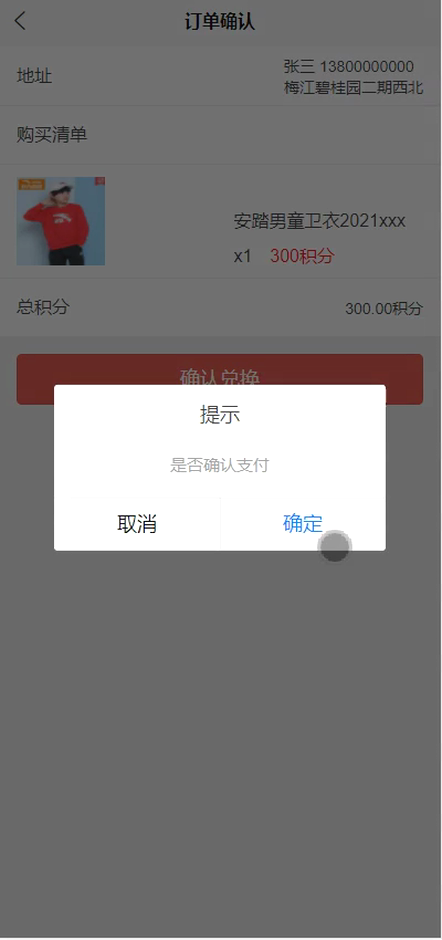 订单确认
地址
张三 13800000000
梅江碧桂园二期西北
购买清单
安踏男童卫衣2021xxx
x1 300积分
总积分
300.00积分
确认兑换
提示
是否确认支付
取消
确定